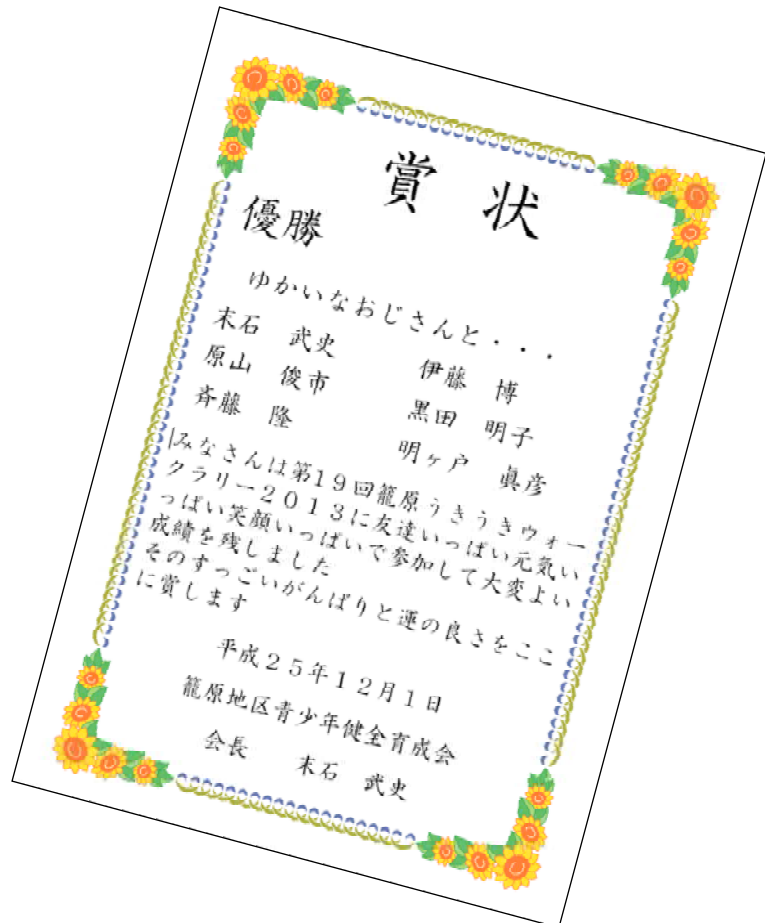 賞 状
優勝
ゆかいなおじさんと・・・
末石 武史 伊藤 博
原山 俊市 黒田 明子
斉藤 隆 明ヶ戸 眞彦
みなさんは第19回籠原うきうきウォー
クラリー2013に友達いっぱい元気い
っぱい笑顔いっぱいで参加して大変よい
成績を残しました
そのすっごいがんばりと運の良さをここ
に賞します
平成25年12月1日
籠原地区青少年健全育成会
会長 末石 武史